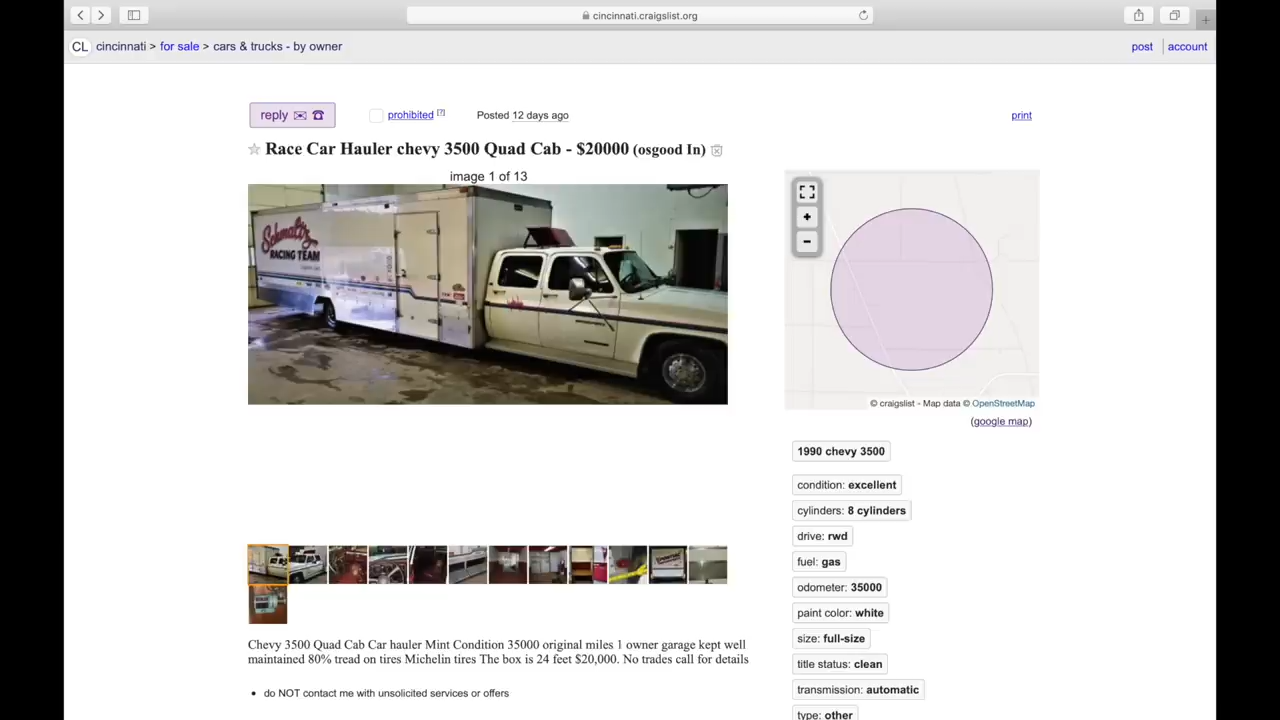 cincinnati.craigslist.org
CL cincinnati > for sale > cars & trucks - by owner
post account
reply prohibited [?] Posted 12 days ago print
Race Car Hauler chevy 3500 Quad Cab - $20000 (osgood In)
image 1 of 13
Schmaltz
RACING TEAM
+
-
© craigslist - Map data © OpenStreetMap
(google map)
1990 chevy 3500
condition: excellent
cylinders: 8 cylinders
drive: rwd
fuel: gas
odometer: 35000
paint color: white
size: full-size
title status: clean
transmission: automatic
type: other
Chevy 3500 Quad Cab Car hauler Mint Condition 35000 original miles 1 owner garage kept well
maintained 80% tread on tires Michelin tires The box is 24 feet $20,000. No trades call for details
• do NOT contact me with unsolicited services or offers